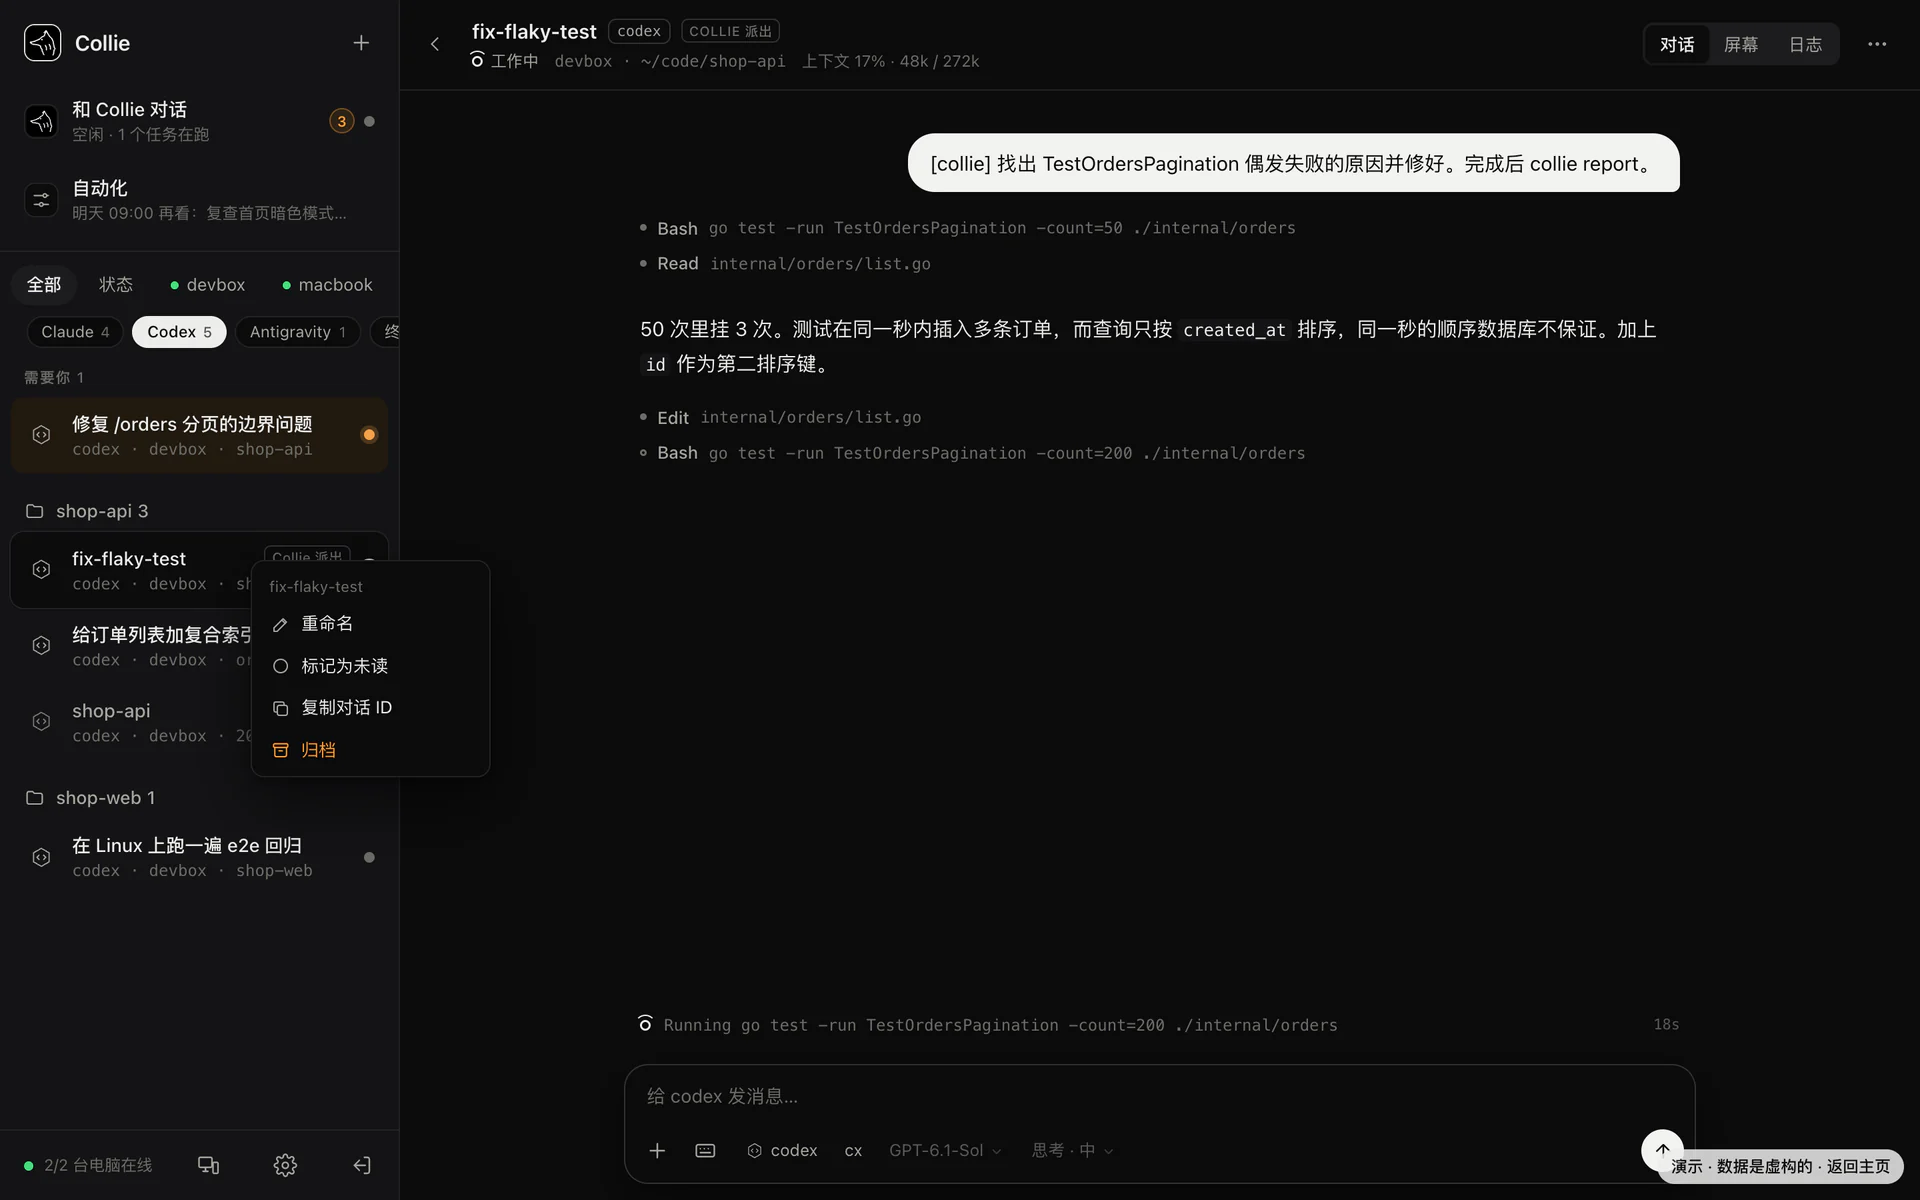 Collie
和 Collie 对话
空闲 · 1 个任务在跑
3
自动化
明天 09:00 再看：复查首页暗色模式...
全部 状态 devbox macbook
Claude 4 Codex 5 Antigravity 1 终
需要你 1
修复 /orders 分页的边界问题
codex · devbox · shop-api
shop-api 3
fix-flaky-test Collie 派出
codex · devbox · sh
给订单列表加复合索引
codex · devbox · or
shop-api
codex · devbox · 20
fix-flaky-test
重命名
标记为未读
复制对话 ID
归档
shop-web 1
在 Linux 上跑一遍 e2e 回归
codex · devbox · shop-web
2/2 台电脑在线
fix-flaky-test codex COLLIE 派出
工作中 devbox · ~/code/shop-api 上下文 17% · 48k / 272k
对话 屏幕 日志
[collie] 找出 TestOrdersPagination 偶发失败的原因并修好。完成后 collie report。
Bash go test -run TestOrdersPagination -count=50 ./internal/orders
Read internal/orders/list.go
50 次里挂 3 次。测试在同一秒内插入多条订单，而查询只按 created_at 排序，同一秒的顺序数据库不保证。加上
id 作为第二排序键。
Edit internal/orders/list.go
Bash go test -run TestOrdersPagination -count=200 ./internal/orders
Running go test -run TestOrdersPagination -count=200 ./internal/orders 18s
给 codex 发消息...
codex cx GPT-6.1-Sol 思考 · 中
演示 · 数据是虚构的 · 返回主页